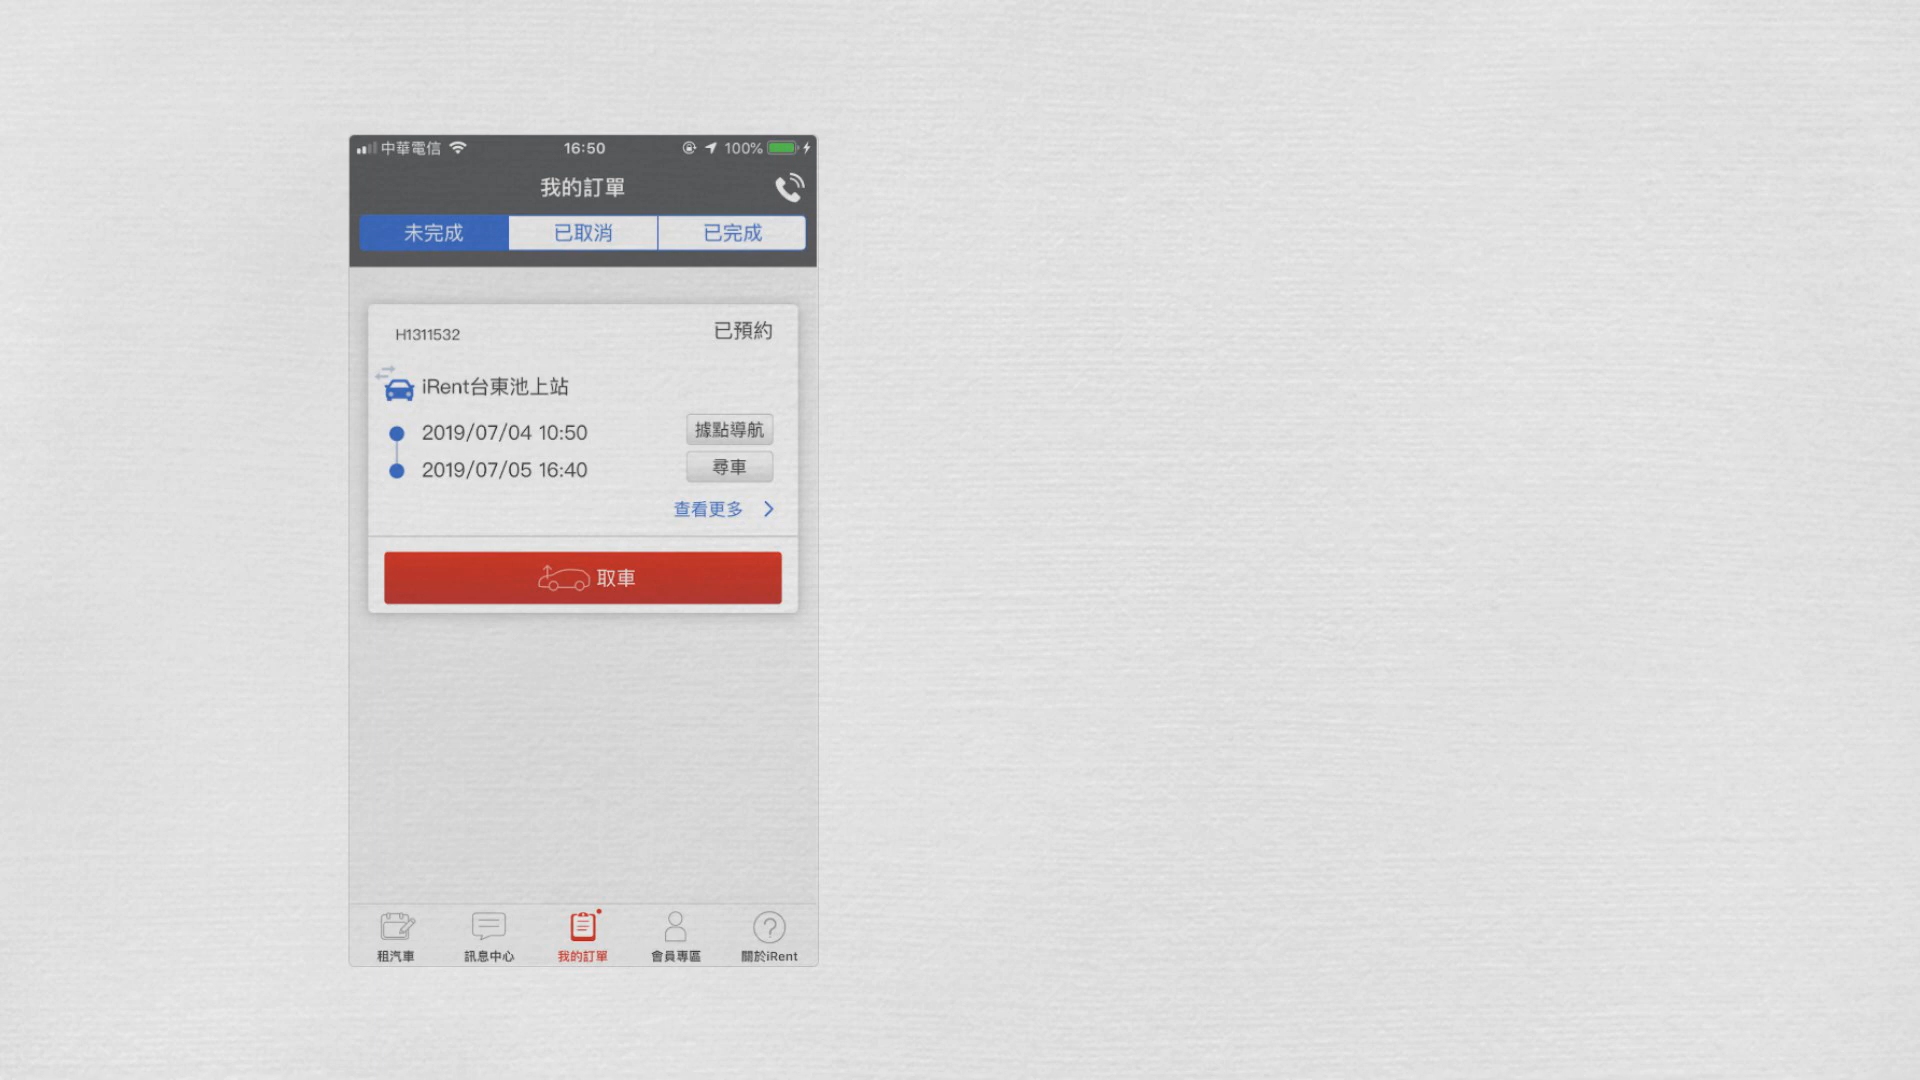 中華電信 16:50 100%
我的訂單
未完成 已取消 已完成
H1311532 已預約
iRent台東池上站
2019/07/04 10:50 據點導航
2019/07/05 16:40 尋車
查看更多
取車
租汽車 訊息中心 我的訂單 會員專區 關於iRent